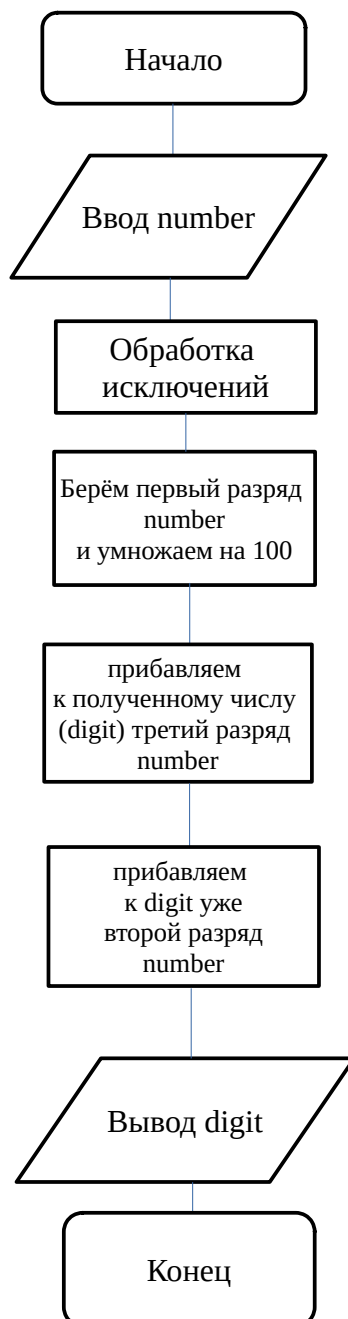 Начало
Ввод number
Обработка
исключений
Берём первый разряд
number
и умножаем на 100
прибавляем
к полученному числу
(digit) третий разряд
number
прибавляем
к digit уже
второй разряд
number
Вывод digit
Конец